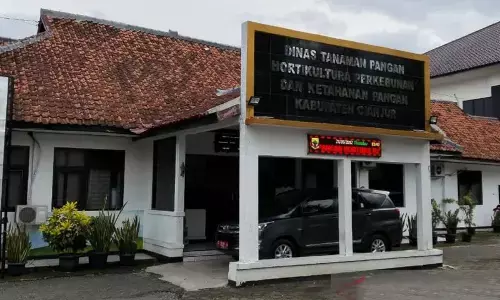 DINAS TANAMAN PANGAN
HORTIKULTURA PERKEBUNAN
DAN KETAHANAN PANGAN
KABUPATEN CIANJUR